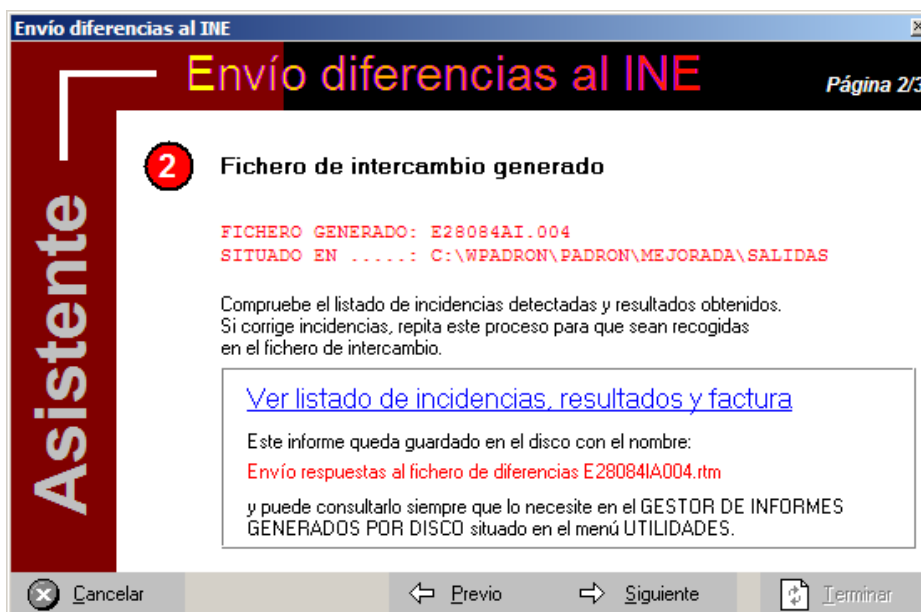 Envío diferencias al INE
Envío diferencias al INE
Página 2/3
Asistente
2
Fichero de intercambio generado
FICHERO GENERADO: E28084AI.004
SITUADO EN .....: C:\WPADRON\PADRON\MEJORADA\SALIDAS
Compruebe el listado de incidencias detectadas y resultados obtenidos.
Si corrige incidencias, repita este proceso para que sean recogidas
en el fichero de intercambio.
Ver listado de incidencias, resultados y factura
Este informe queda guardado en el disco con el nombre:
Envío respuestas al fichero de diferencias E28084IA004.rtm
y puede consultarlo siempre que lo necesite en el GESTOR DE INFORMES
GENERADOS POR DISCO situado en el menú UTILIDADES.
Cancelar
Previo
Siguiente
Terminar